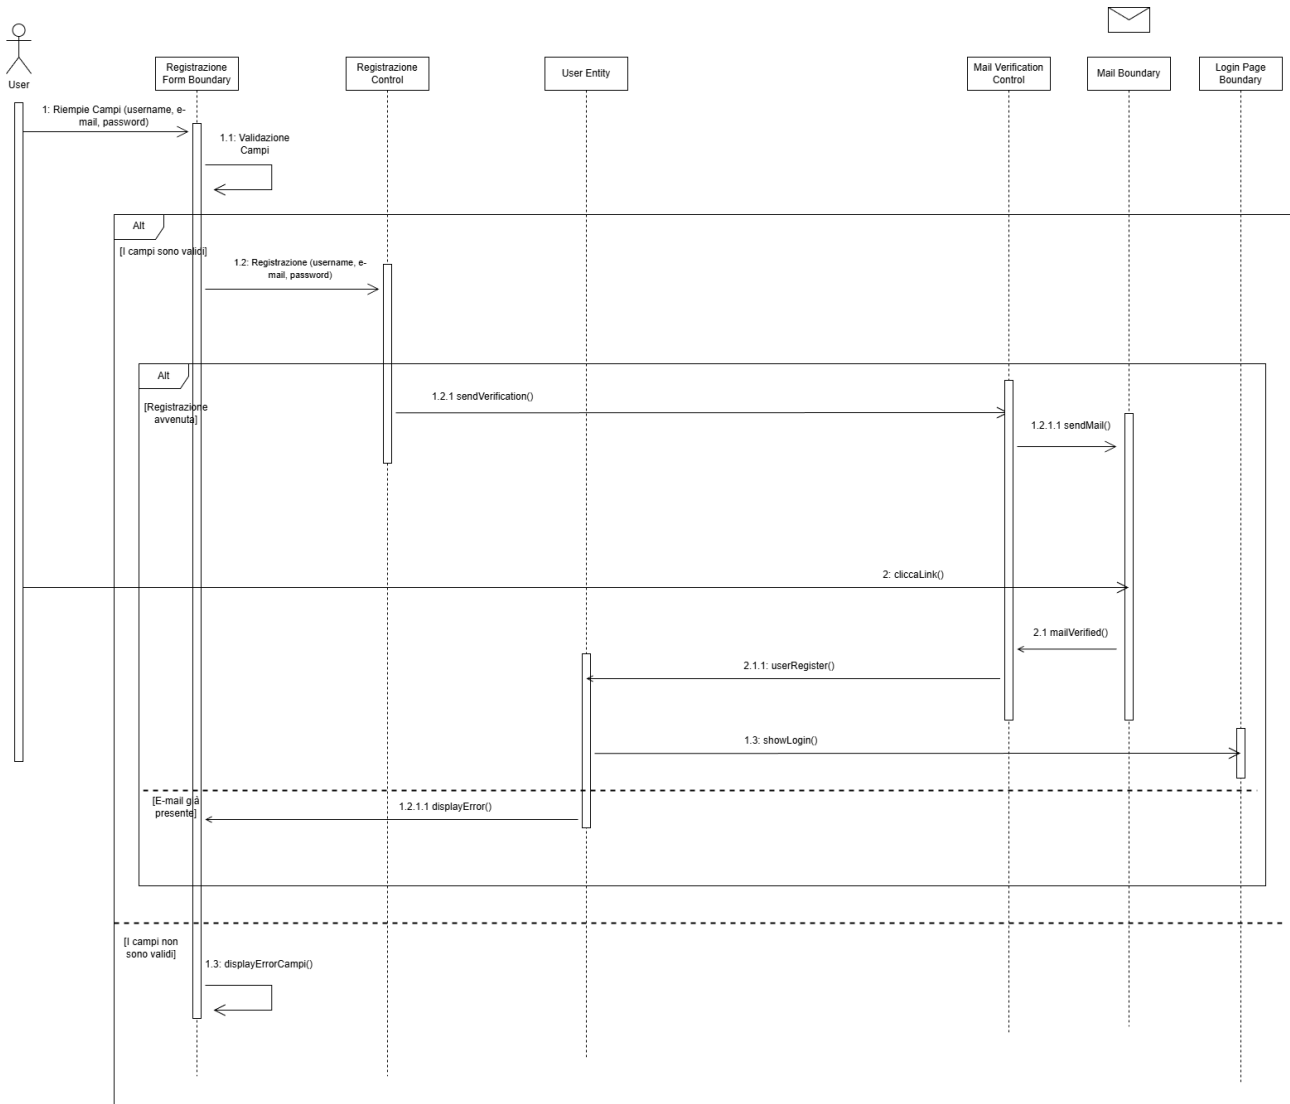 User
Registrazione
Form Boundary
Registrazione
Control
User Entity
Mail Verification
Control
Mail Boundary
Login Page
Boundary
1: Riempie Campi (username, e-
mail, password)
1.1: Validazione
Campi
Alt
[I campi sono validi]
1.2: Registrazione (username, e-
mail, password)
Alt
[Registrazione
avvenuta]
1.2.1 sendVerification()
1.2.1.1 sendMail()
2: cliccaLink()
2.1 mailVerified()
2.1.1: userRegister()
1.3: showLogin()
[E-mail già
presente]
1.2.1.1 displayError()
[I campi non
sono validi]
1.3: displayErrorCampi()